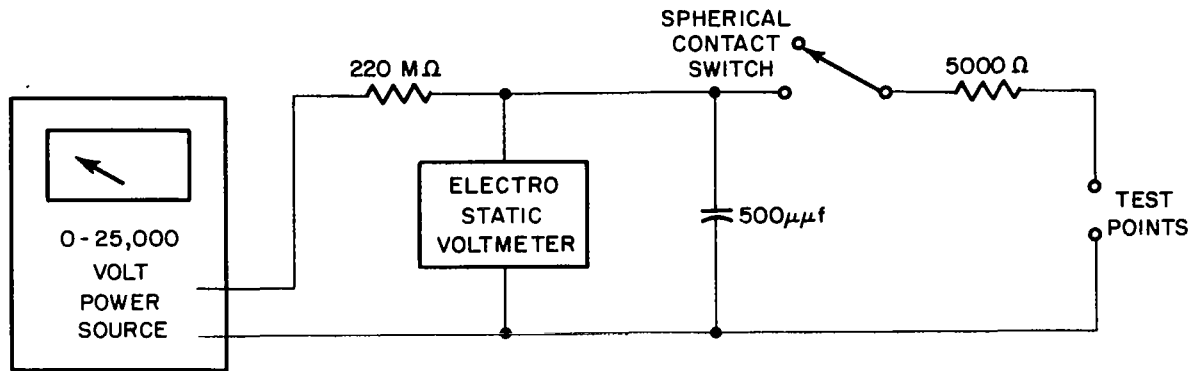 SPHERICAL
CONTACT
SWITCH
220 MΩ
5000 Ω
ELECTRO
STATIC
VOLTMETER
500μμf
TEST
POINTS
0-25,000
VOLT
POWER
SOURCE